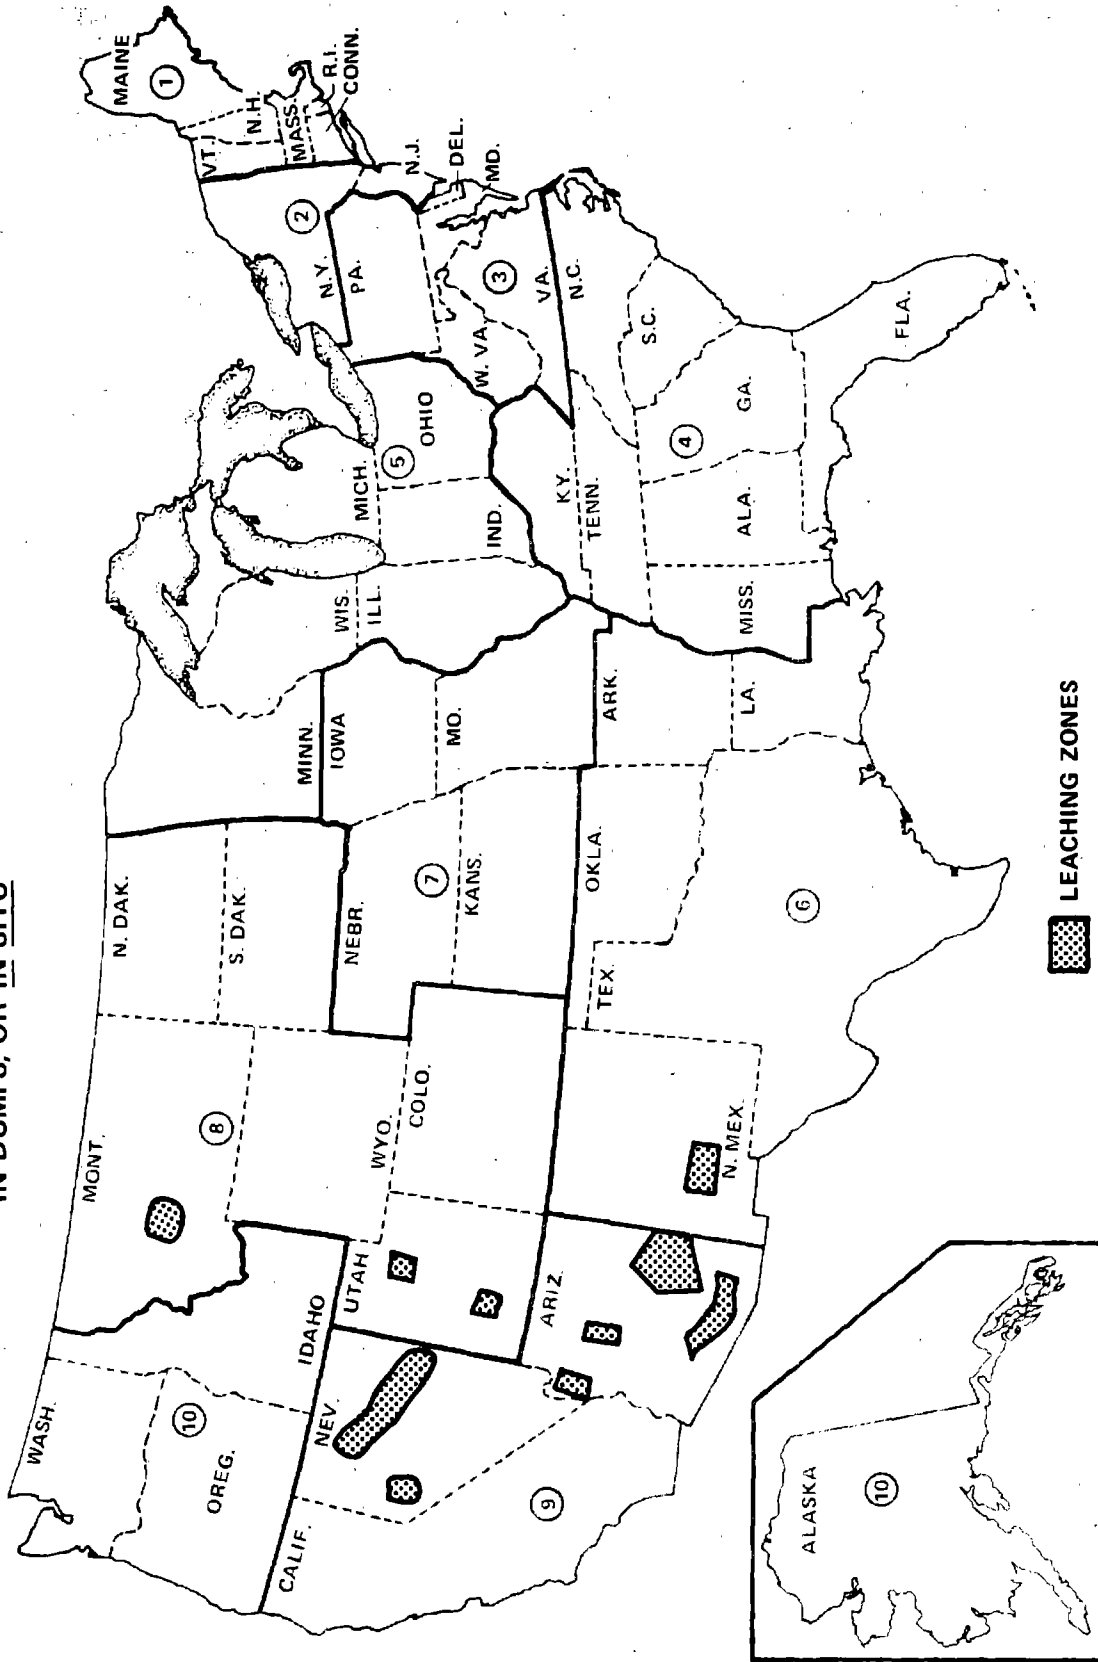 IN DUMPS, OR IN SITU
WASH.
OREG.
10
CALIF.
9
NEV.
IDAHO
UTAH
ARIZ.
MONT.
8
WYO.
COLO.
N. MEX.
N. DAK.
S. DAK.
NEBR.
7
KANS.
OKLA.
TEX.
6
MINN.
IOWA
MO.
ARK.
LA.
WIS.
ILL.
MICH.
5
IND.
OHIO
KY.
TENN.
MISS.
ALA.
4
GA.
FLA.
S.C.
N.C.
VA.
3
W. VA.
PA.
N.Y.
2
VT.
N.H.
MAINE
1
MASS.
R.I.
CONN.
N.J.
DEL.
MD.
ALASKA
10
LEACHING ZONES